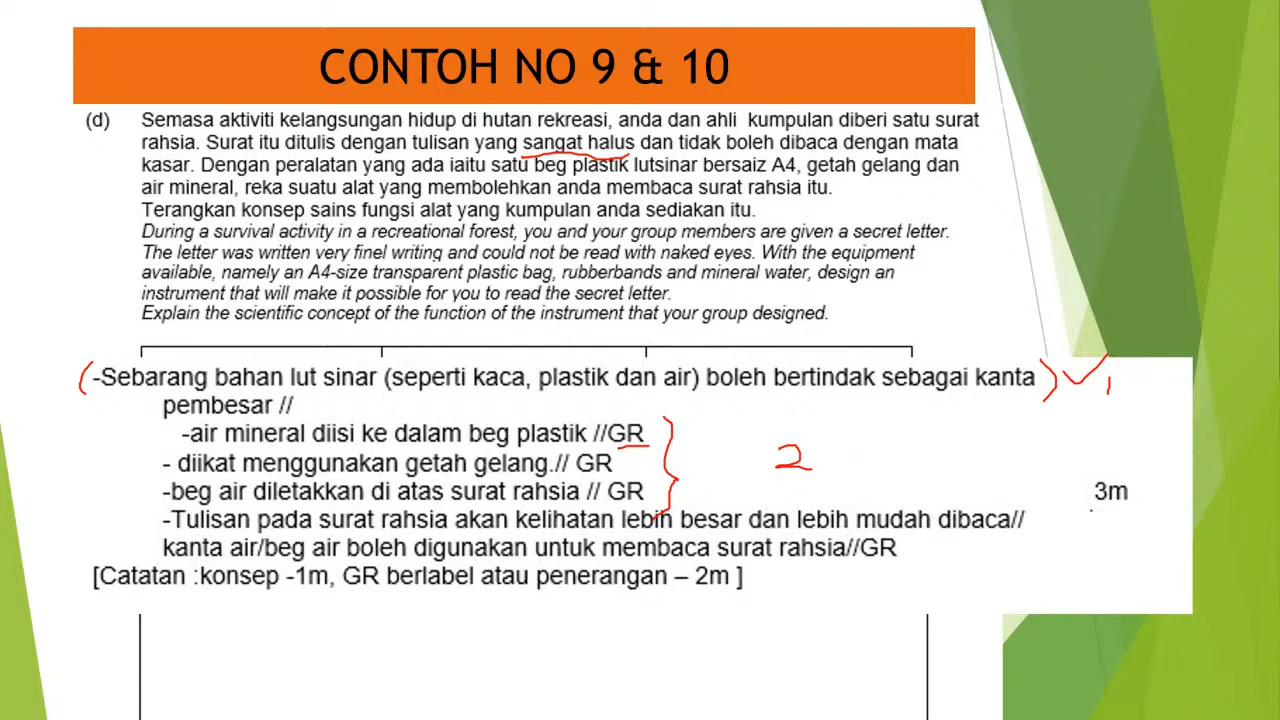 CONTOH NO 9 & 10
(d) Semasa aktiviti kelangsungan hidup di hutan rekreasi, anda dan ahli kumpulan diberi satu surat
rahsia. Surat itu ditulis dengan tulisan yang sangat halus dan tidak boleh dibaca dengan mata
kasar. Dengan peralatan yang ada iaitu satu beg plastik lutsinar bersaiz A4, getah gelang dan
air mineral, reka suatu alat yang membolehkan anda membaca surat rahsia itu.
Terangkan konsep sains fungsi alat yang kumpulan anda sediakan itu.
During a survival activity in a recreational forest, you and your group members are given a secret letter.
The letter was written very finel writing and could not be read with naked eyes. With the equipment
available, namely an A4-size transparent plastic bag, rubberbands and mineral water, design an
instrument that will make it possible for you to read the secret letter.
Explain the scientific concept of the function of the instrument that your group designed.
-Sebarang bahan lut sinar (seperti kaca, plastik dan air) boleh bertindak sebagai kanta 1
pembesar //
-air mineral diisi ke dalam beg plastik //GR
- diikat menggunakan getah gelang.// GR 2
-beg air diletakkan di atas surat rahsia // GR 3m
-Tulisan pada surat rahsia akan kelihatan lebih besar dan lebih mudah dibaca//
kanta air/beg air boleh digunakan untuk membaca surat rahsia//GR
[Catatan :konsep -1m, GR berlabel atau penerangan – 2m ]